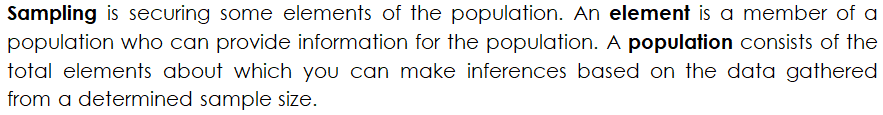 Sampling is securing some elements of the population. An element is a member of a
population who can provide information for the population. A population consists of the
total elements about which you can make inferences based on the data gathered
from a determined sample size.